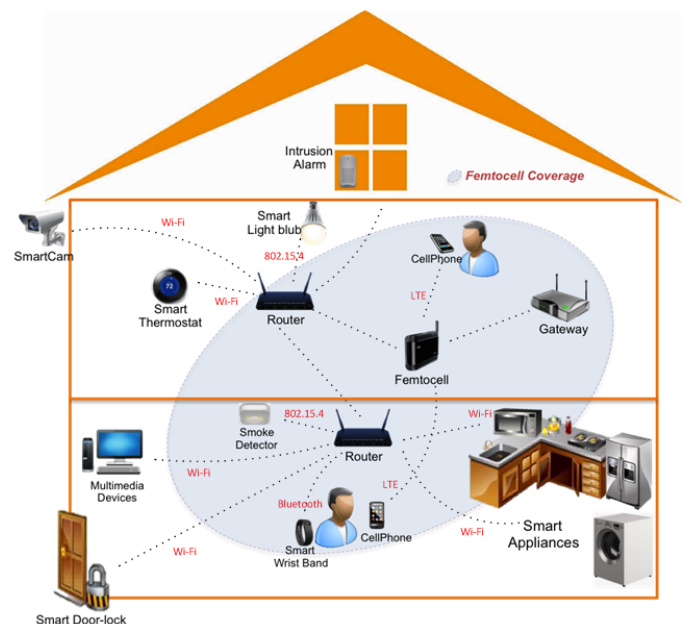 Intrusion
Alarm
Femtocell Coverage
SmartCam
Wi-Fi
Smart
Light blub
802.15.4
CellPhone
72
Smart
Thermostat
Wi-Fi
Router
LTE
Gateway
Femtocell
Smoke
Detector
802.15.4
Router
Wi-Fi
Multimedia
Devices
Wi-Fi
LTE
Bluetooth
Smart
Wrist Band
CellPhone
Wi-Fi
Smart
Appliances
Wi-Fi
Smart Door-lock